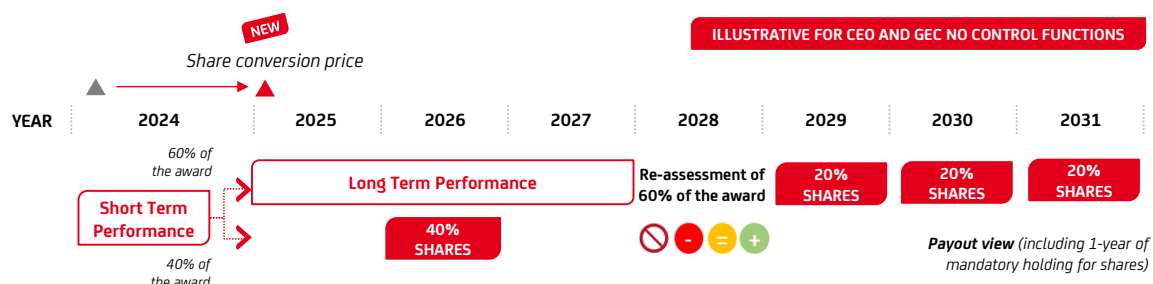 NEW
ILLUSTRATIVE FOR CEO AND GEC NO CONTROL FUNCTIONS
Share conversion price
YEAR 2024 2025 2026 2027 2028 2029 2030 2031
60% of
the award
Short Term
Performance
40% of
the award
Long Term Performance
40%
SHARES
Re-assessment of
60% of the award
- = +
20%
SHARES
20%
SHARES
20%
SHARES
Payout view (including 1-year of
mandatory holding for shares)